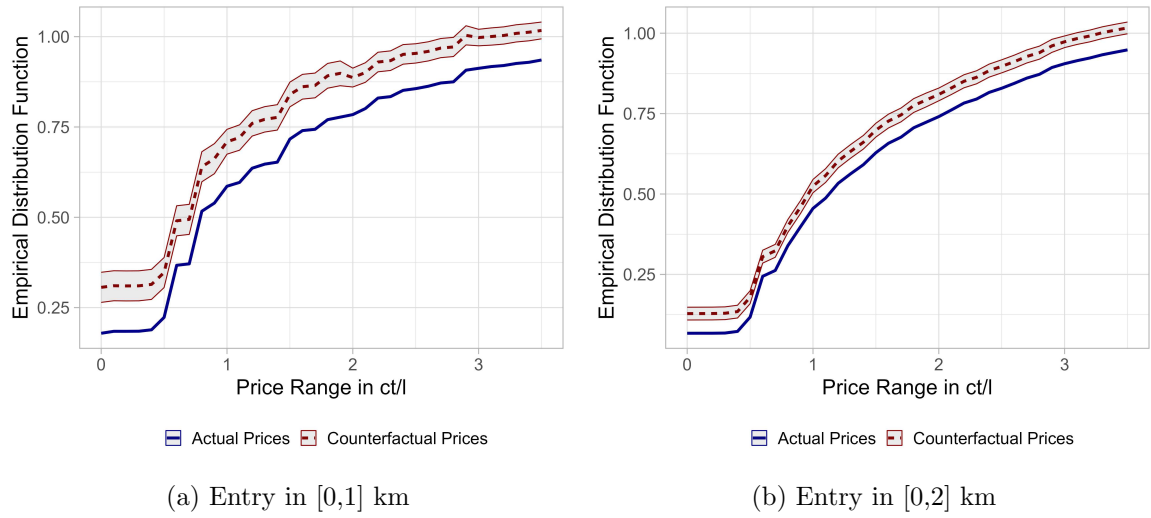 Empirical Distribution Function
1.00
0.75
0.50
0.25
0 1 2 3
Price Range in ct/l
Actual Prices Counterfactual Prices
(a) Entry in [0,1] km
Empirical Distribution Function
1.00
0.75
0.50
0.25
0 1 2 3
Price Range in ct/l
Actual Prices Counterfactual Prices
(b) Entry in [0,2] km